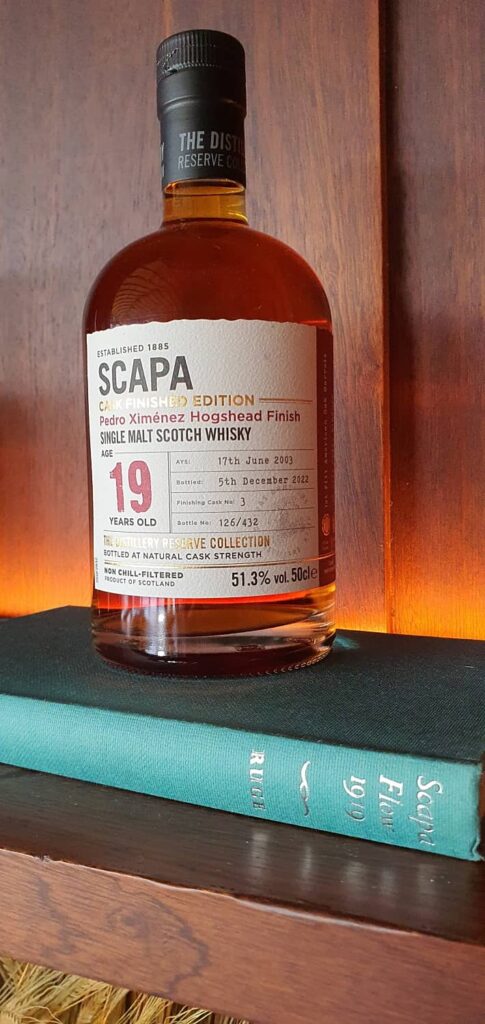 THE DISTIL
RESERVE COL
ESTABLISHED 1885
SCAPA
CASK FINISHED EDITION
Pedro Ximénez Hogshead Finish
SINGLE MALT SCOTCH WHISKY
AGE
19
YEARS OLD
AYS: 17th June 2003
Bottled: 5th December 2022
Finishing Cask No: 3
Bottle No: 126/432
THE DISTILLERY RESERVE COLLECTION
BOTTLED AT NATURAL CASK STRENGTH
NON CHILL-FILTERED
PRODUCT OF SCOTLAND
51.3% vol. 50cl e
Scapa
Flow
1919
RUGE